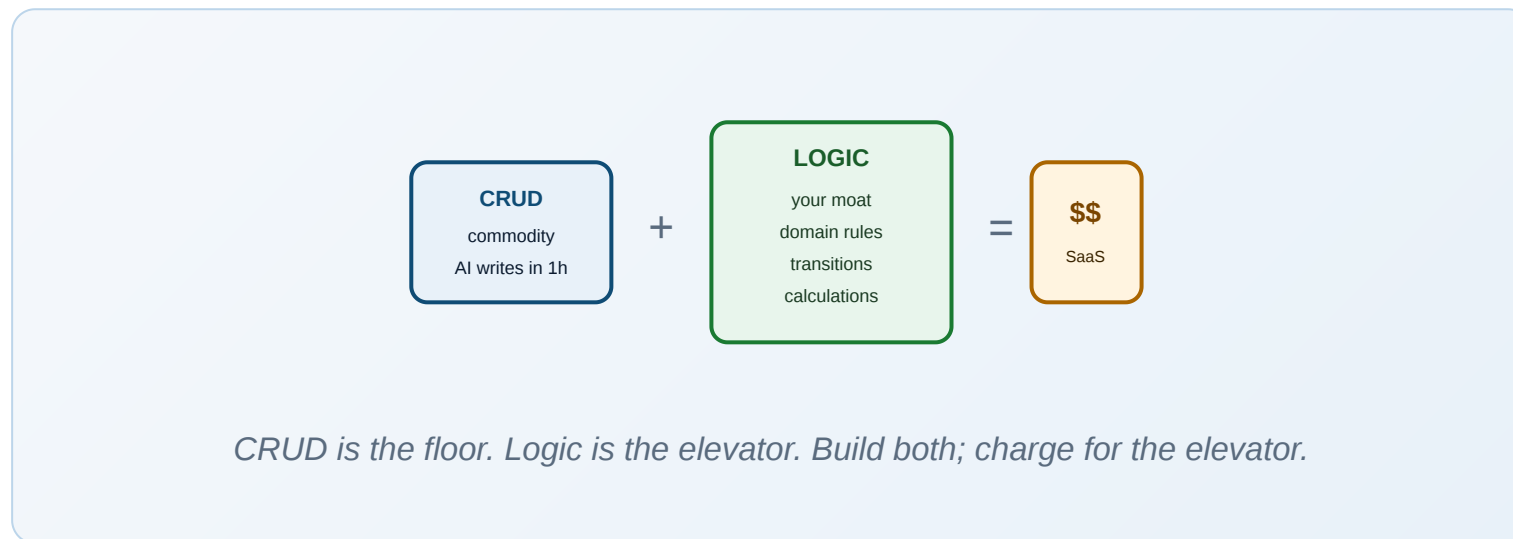 CRUD
commodity
AI writes in 1h
+
LOGIC
your moat
domain rules
transitions
calculations
=
$$
SaaS
CRUD is the floor. Logic is the elevator. Build both; charge for the elevator.